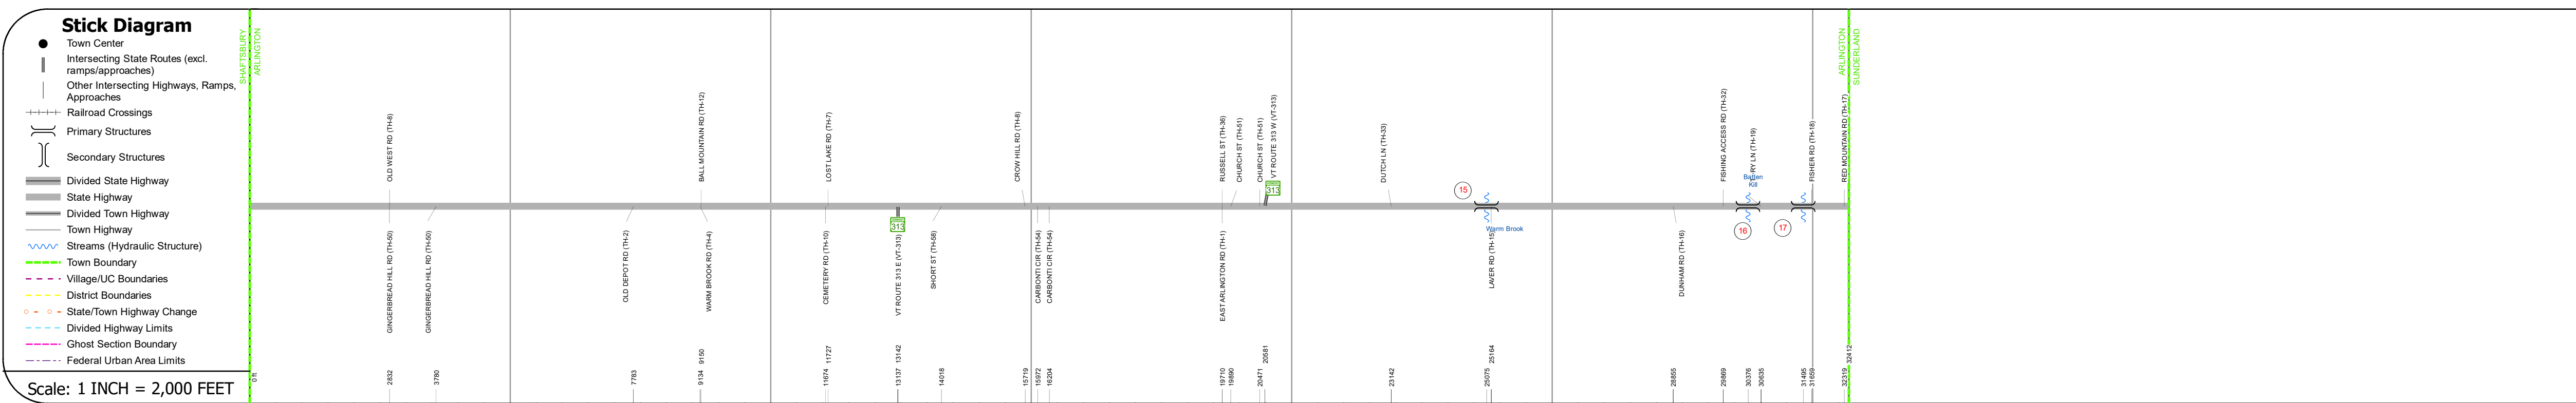 Stick Diagram
Town Center
Intersecting State Routes (excl.
ramps/approaches)
Other Intersecting Highways, Ramps,
Approaches
Railroad Crossings
Primary Structures
Secondary Structures
Divided State Highway
State Highway
Divided Town Highway
Town Highway
Streams (Hydraulic Structure)
Town Boundary
Village/UC Boundaries
District Boundaries
State/Town Highway Change
Divided Highway Limits
Ghost Section Boundary
Federal Urban Area Limits
Scale: 1 INCH = 2,000 FEET
SHAFTSBURY
ARLINGTON
OLD WEST RD (TH-8)
BALL MOUNTAIN RD (TH-12)
LOST LAKE RD (TH-7)
CROW HILL RD (TH-8)
RUSSELL ST (TH-36)
CHURCH ST (TH-51)
CHURCH ST (TH-51)
VT ROUTE 313 W (VT-313)
313
DUTCH LN (TH-33)
FISHING ACCESS RD (TH-32)
RY LN (TH-19)
FISHER RD (TH-18)
RED MOUNTAIN RD (TH-17)
ARLINGTON
SUNDERLAND
15
Batten
Kill
16
17
Warm Brook
GINGERBREAD HILL RD (TH-50)
GINGERBREAD HILL RD (TH-50)
OLD DEPOT RD (TH-2)
WARM BROOK RD (TH-4)
CEMETERY RD (TH-10)
313
VT ROUTE 313 E (VT-313)
SHORT ST (TH-58)
CARBONTI CIR (TH-54)
CARBONTI CIR (TH-54)
EAST ARLINGTON RD (TH-1)
LAVER RD (TH-15)
DUNHAM RD (TH-16)
0 ft
2832
3780
7783
9134
9150
11674
11727
13137
13142
14018
15719
15972
16204
19710
19890
20471
20581
23142
25075
25164
28855
29869
30376
30635
31495
31659
32319
32412